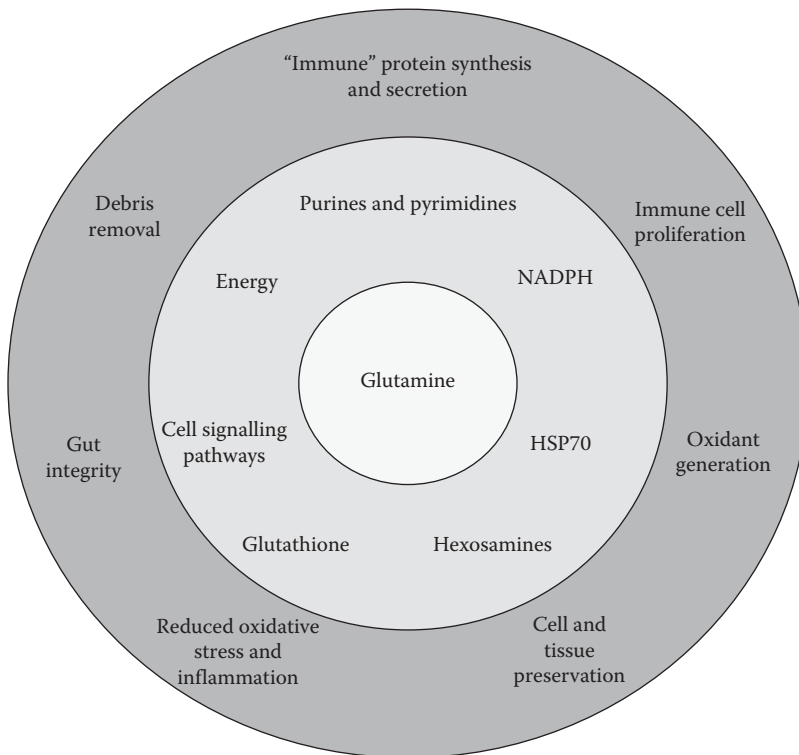 “Immune” protein synthesis
and secretion
Debris
removal
Purines and pyrimidines
Immune cell
proliferation
Energy
NADPH
Glutamine
Cell signalling
pathways
HSP70
Gut
integrity
Oxidant
generation
Glutathione
Hexosamines
Reduced oxidative
stress and
inflammation
Cell and
tissue
preservation